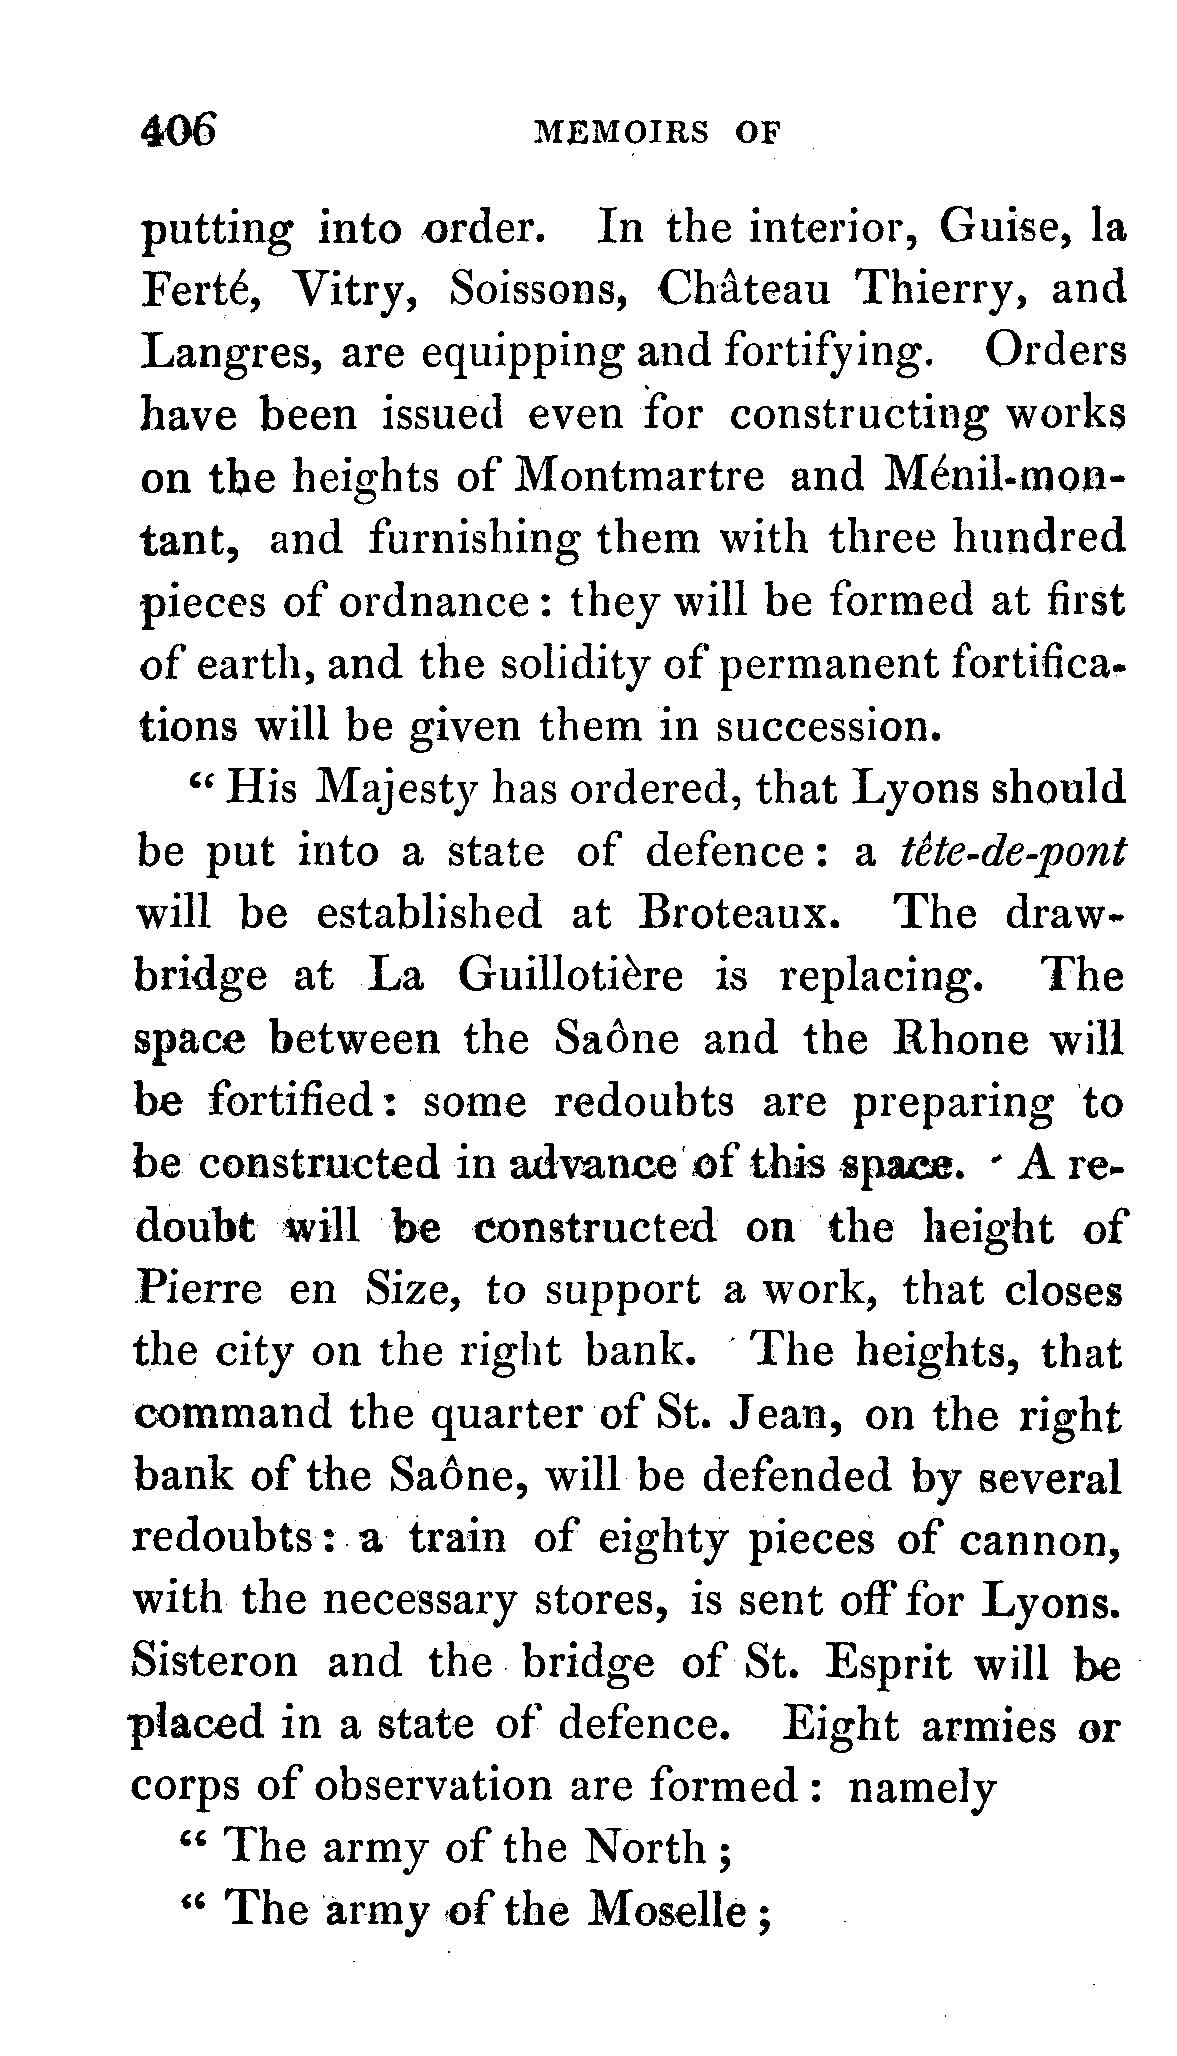 406 MEMOIRS OF
putting into order. In the interior, Guise, la
Ferté, Vitry, Soissons, Château Thierry, and
Langres, are equipping and fortifying. Orders
have been issued even for constructing works
on the heights of Montmartre and Ménil-mon-
tant, and furnishing them with three hundred
pieces of ordnance: they will be formed at first
of earth, and the solidity of permanent fortifica-
tions will be given them in succession.
“ His Majesty has ordered, that Lyons should
be put into a state of defence: a tête-de-pont
will be established at Broteaux. The draw-
bridge at La Guillotière is replacing. The
space between the Saône and the Rhone will
be fortified: some redoubts are preparing to
be constructed in advance of this space. A re-
doubt will be constructed on the height of
Pierre en Size, to support a work, that closes
the city on the right bank. The heights, that
command the quarter of St. Jean, on the right
bank of the Saône, will be defended by several
redoubts: a train of eighty pieces of cannon,
with the necessary stores, is sent off for Lyons.
Sisteron and the bridge of St. Esprit will be
placed in a state of defence. Eight armies or
corps of observation are formed: namely
“ The army of the North;
“ The army of the Moselle;